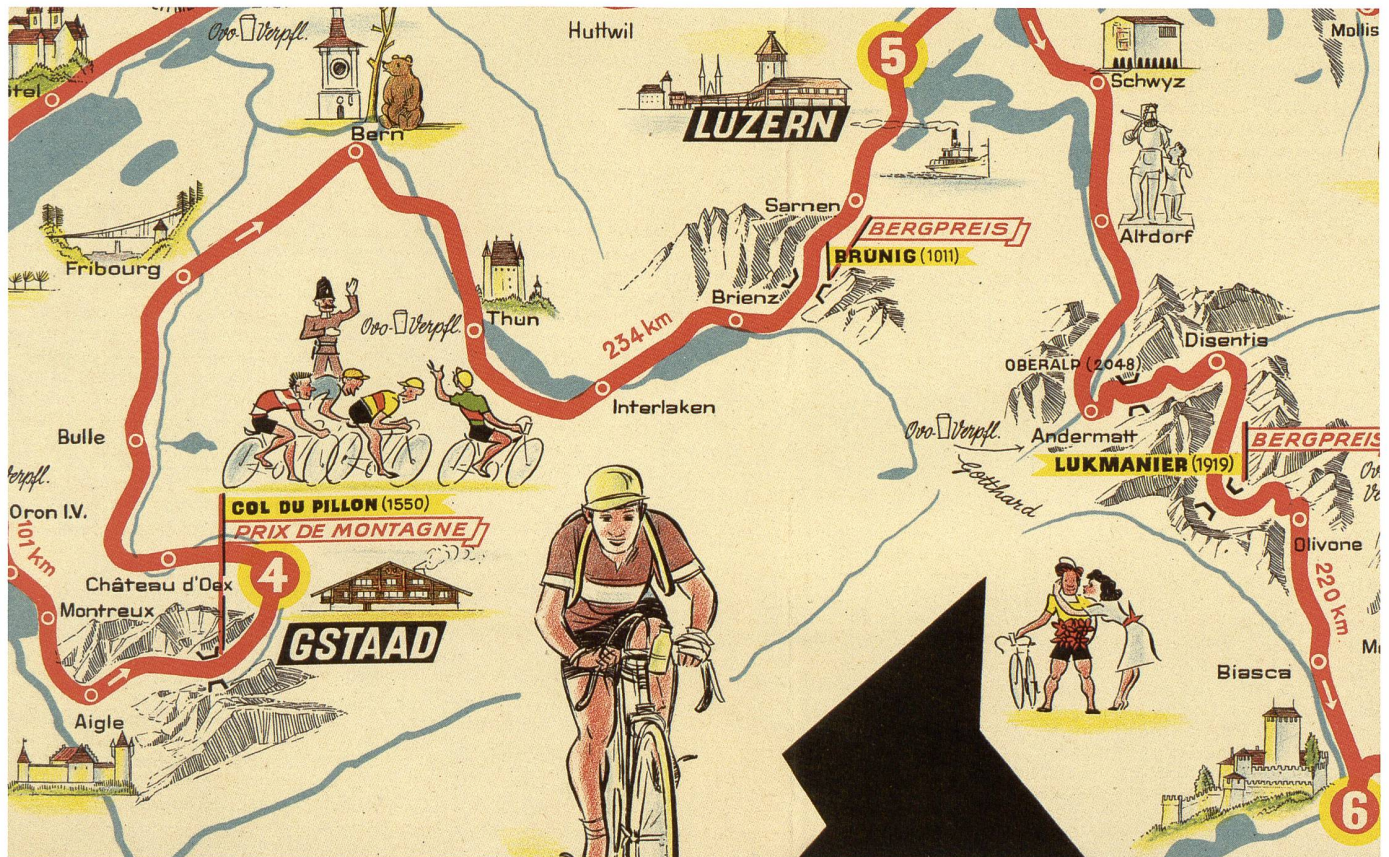 Ovo Verpfl.
Huttwil
5
Mollis
Schwyz
tel
LUZERN
Bern
Sarnen
BERGPREIS
Altdorf
BRÜNIG (1011)
Fribourg
Brienz
Ovo Verpfl.
Thun
234 km
Disentis
OBERALP (2048)
Interlaken
Bulle
Ovo Verpfl.
Andermatt
BERGPREIS
LUKMANIER (1919)
Gotthard
erpfl.
COL DU PILLON (1550)
Oron I.V.
PRIX DE MONTAGNE
101 km
Olivone
4
Château d'Oex
Montreux
220 km.
GSTAAD
Biasca
Aigle
6